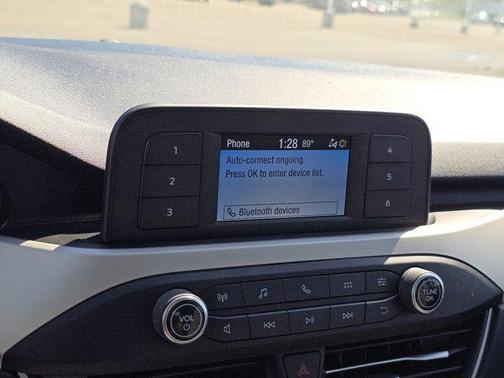 Phone 1:28 89°
1
Auto-connect ongoing.
4
2
Press OK to enter device list.
5
3
Bluetooth devices
6
VOL
TUNE
OK